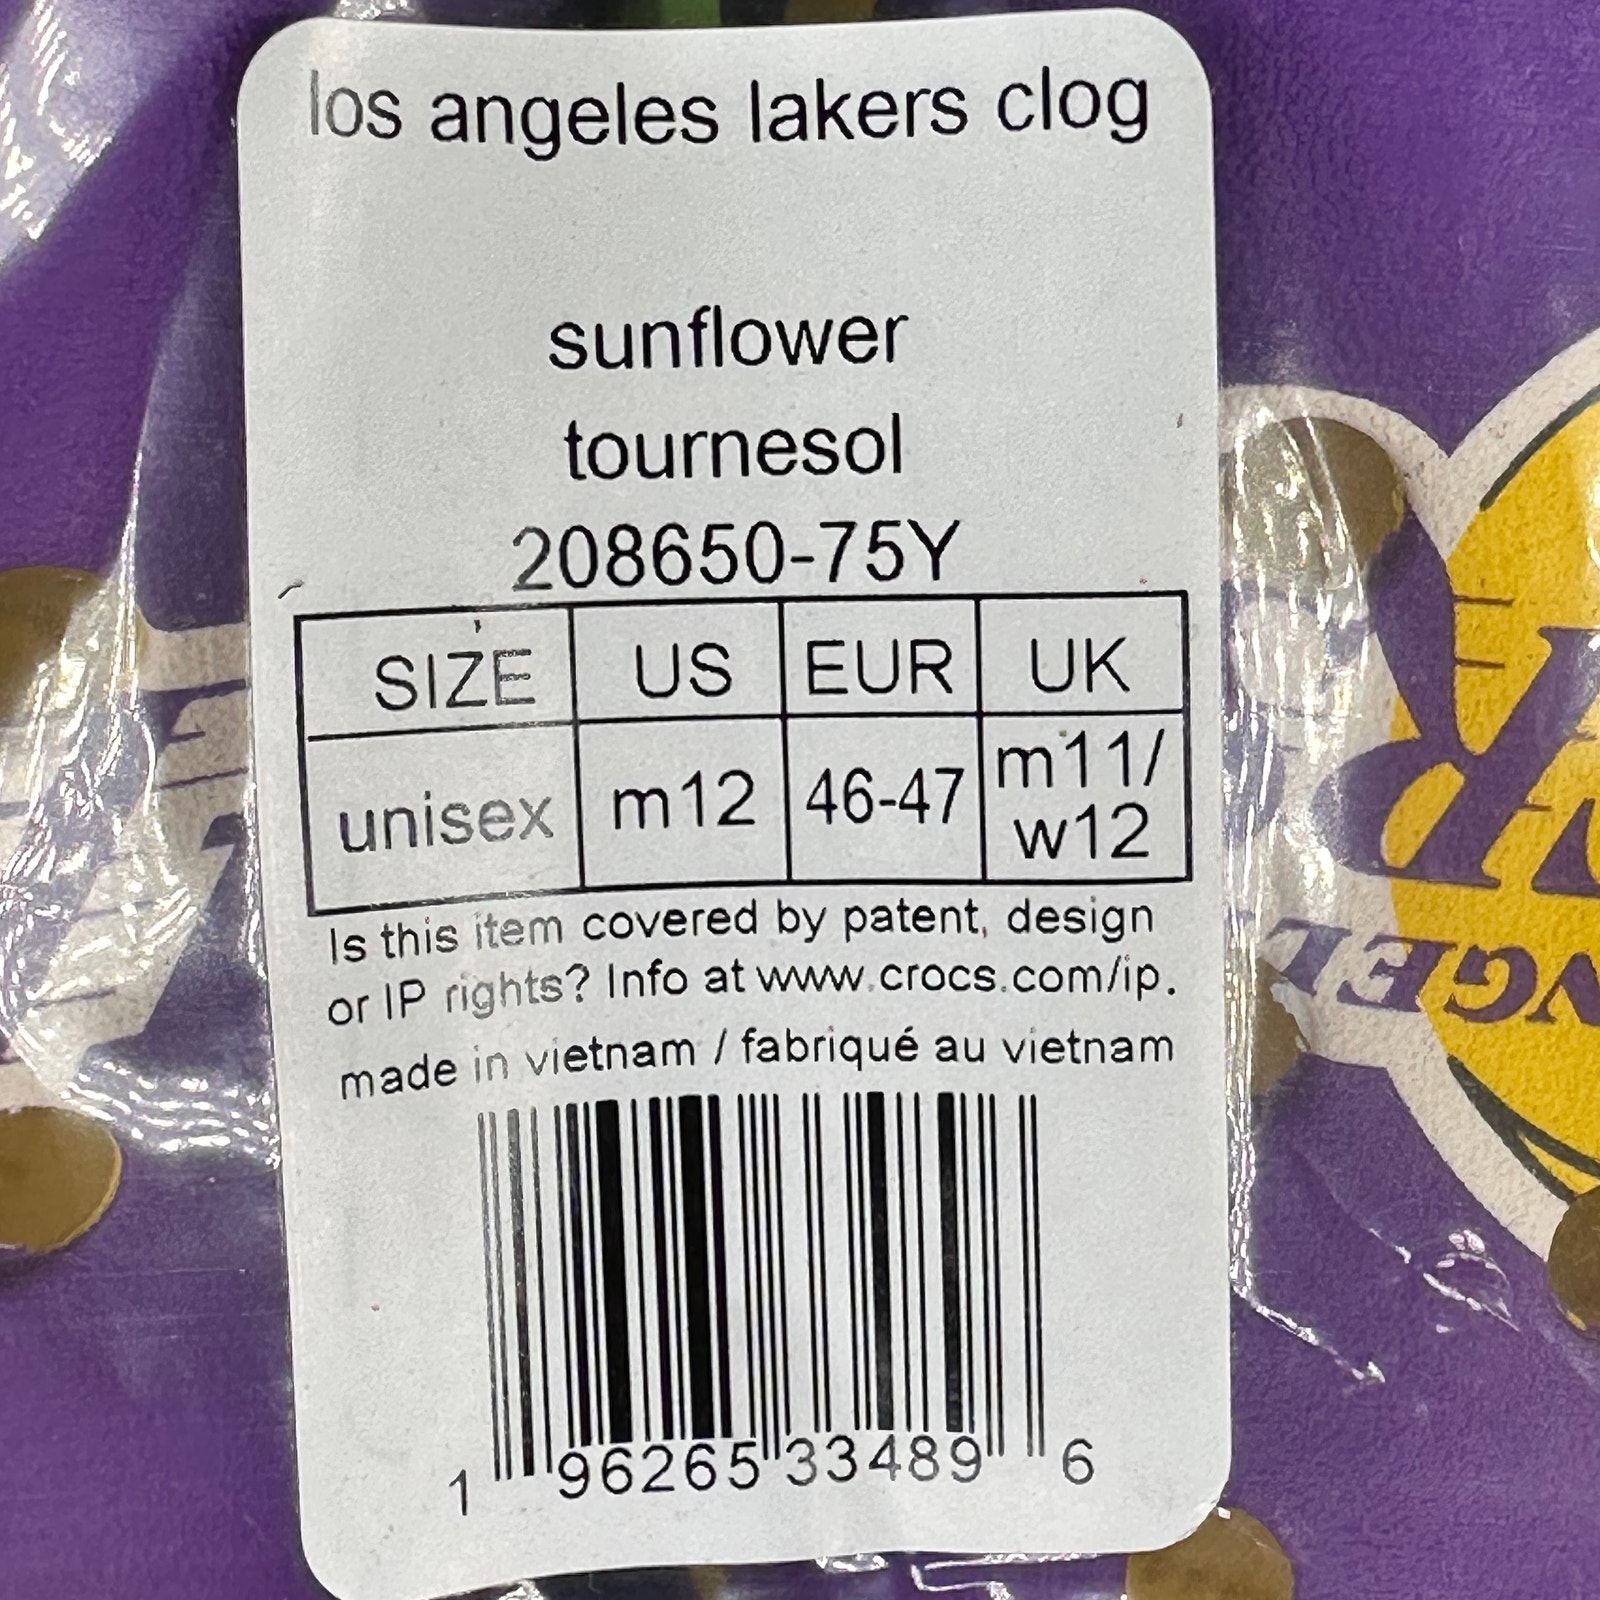 los angeles lakers clog
sunflower
tournesol
208650-75Y
SIZE US EUR UK
unisex m12 46-47 m11/
w12
Is this item covered by patent, design
or IP rights? Info at www.crocs.com/ip.
made in vietnam / fabriqué au vietnam
1 96265 33489 6